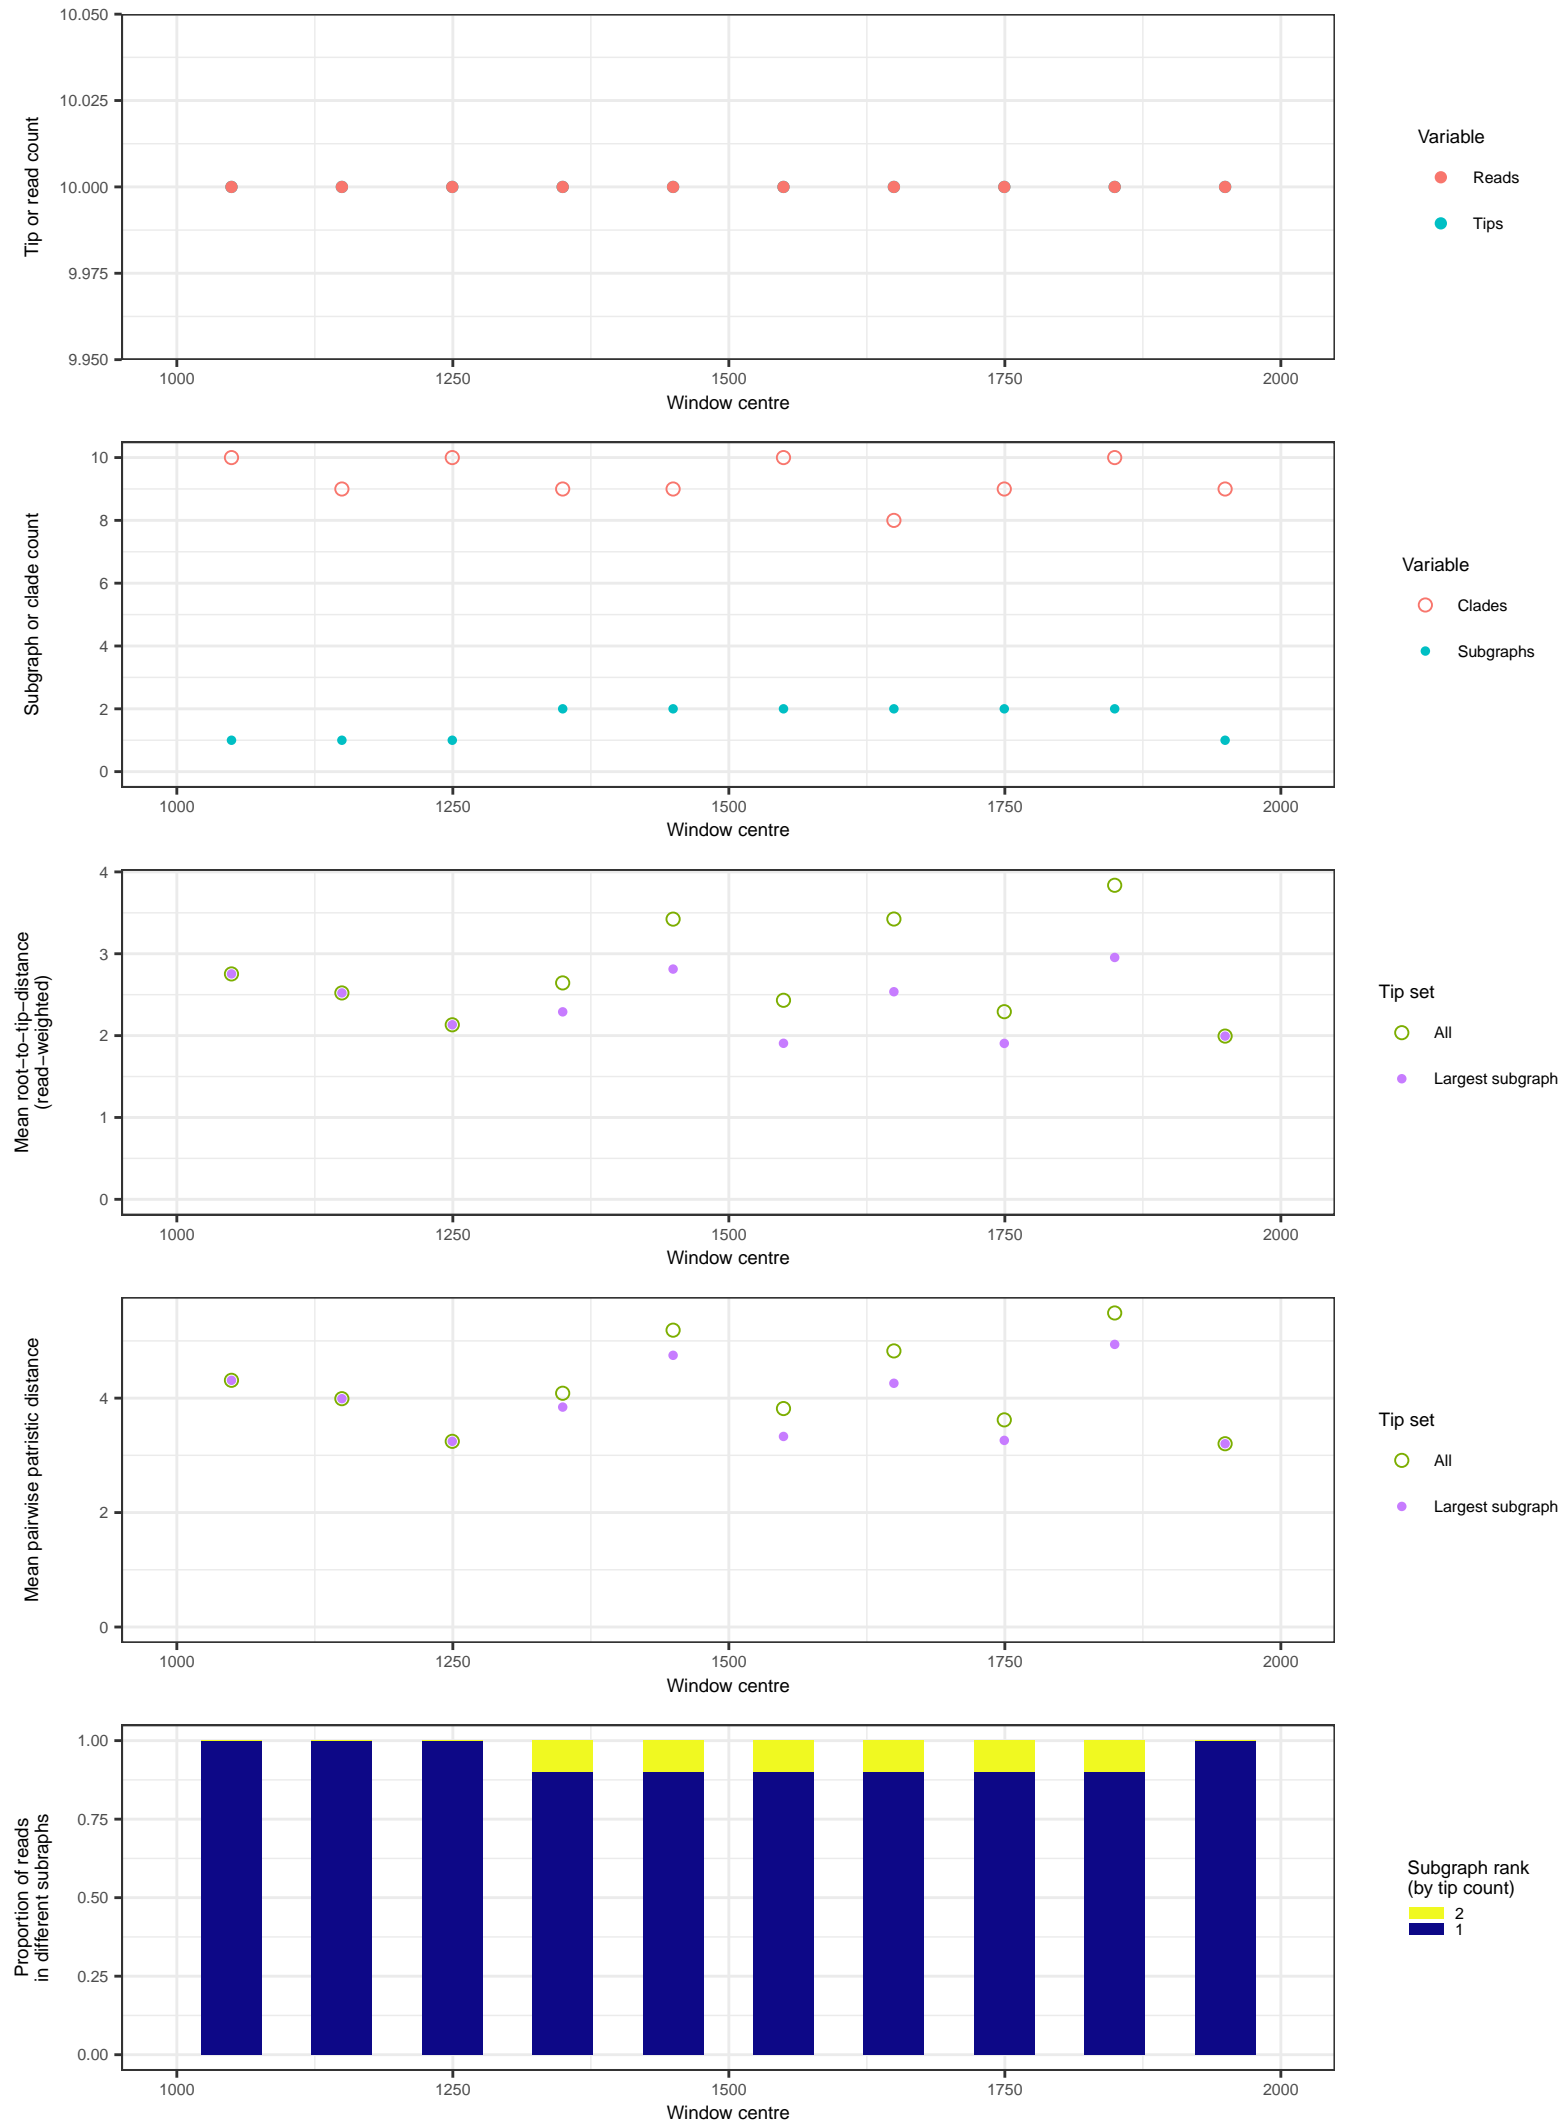 10.050
10.025
10.000
9.975
9.950
Tip or read count
1000 1250 1500 1750 2000
Window centre
Variable
Reads
Tips
10
8
6
4
2
0
Subgraph or clade count
1000 1250 1500 1750 2000
Window centre
Variable
Clades
Subgraphs
4
3
2
1
0
Mean root−to−tip−distance
(read−weighted)
1000 1250 1500 1750 2000
Window centre
Tip set
All
Largest subgraph
4
2
0
Mean pairwise patristic distance
1000 1250 1500 1750 2000
Window centre
Tip set
All
Largest subgraph
1.00
0.75
0.50
0.25
0.00
Proportion of reads
in different subraphs
1000 1250 1500 1750 2000
Window centre
Subgraph rank
(by tip count)
2
1